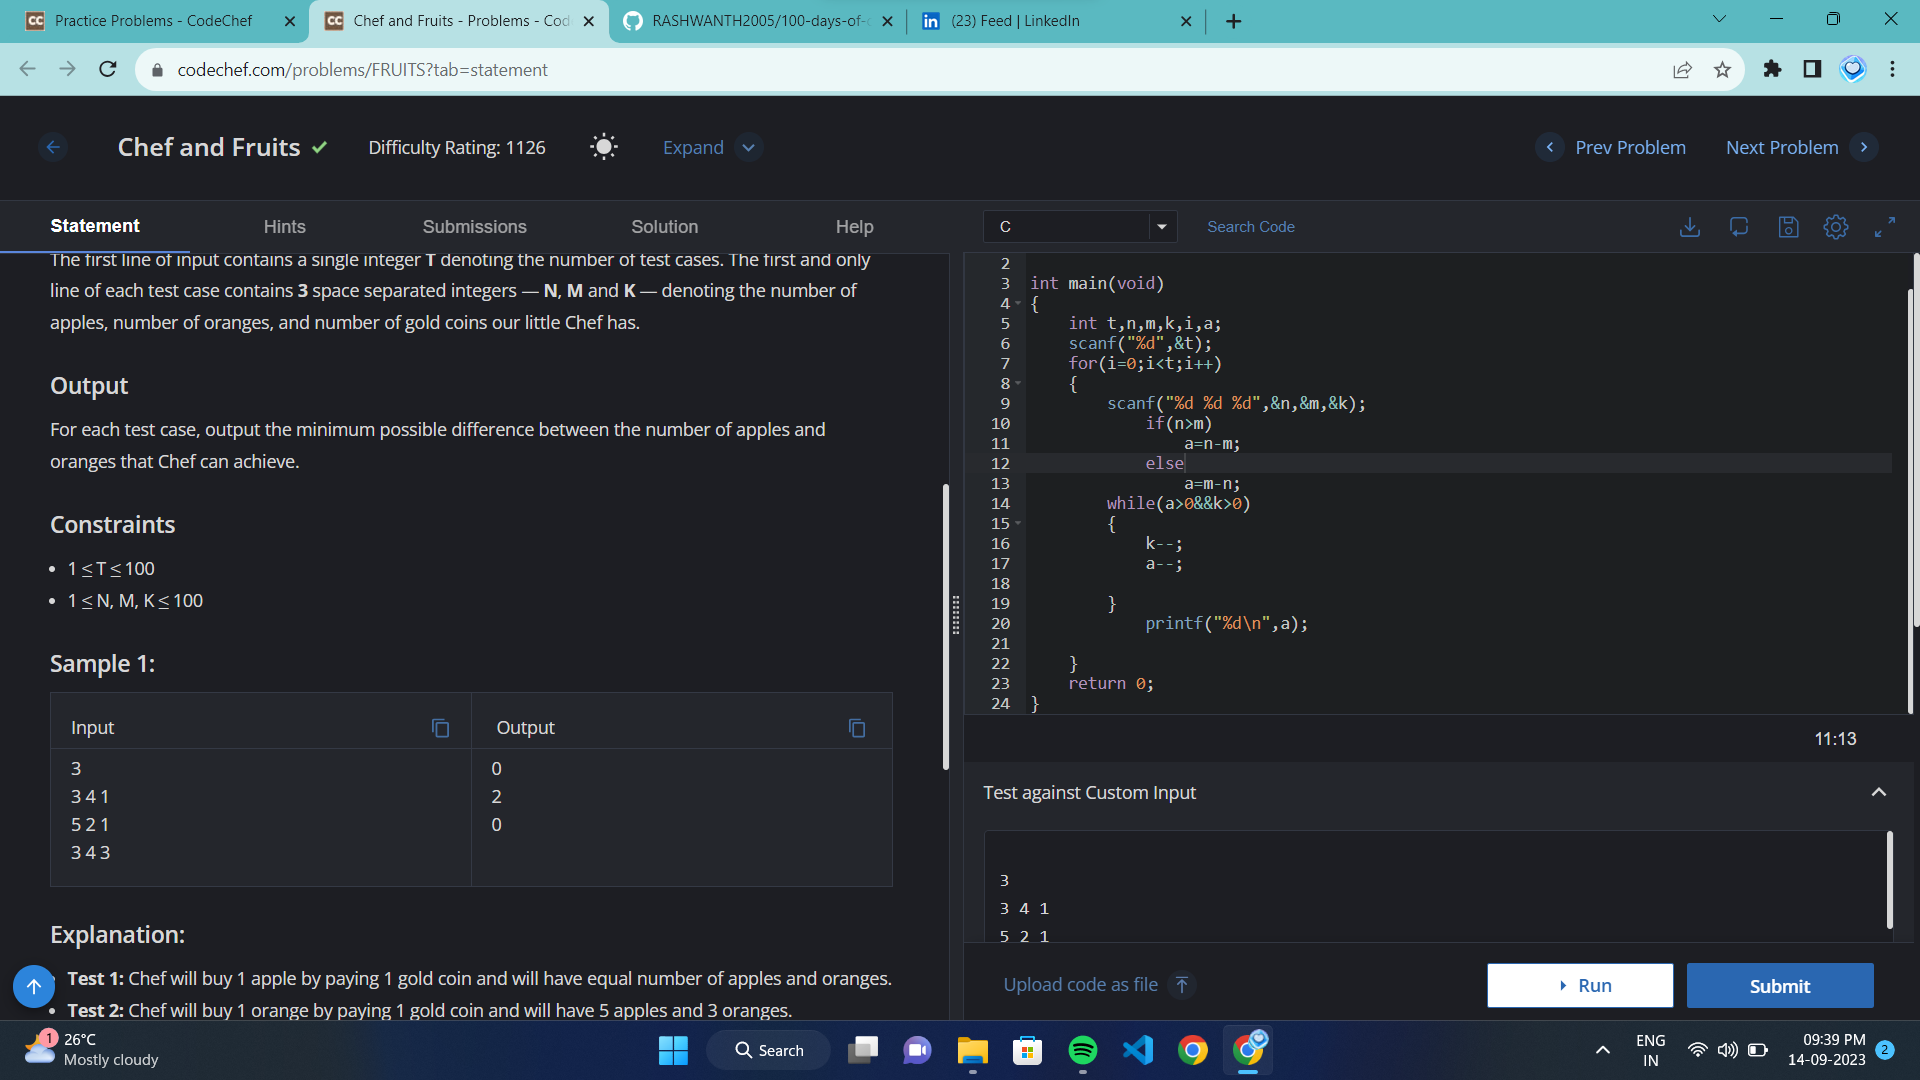 Practice Problems - CodeChef
Chef and Fruits - Problems - Cod
RASHWANTH2005/100-days-of-c
(23) Feed | LinkedIn
codechef.com/problems/FRUITS?tab=statement
Chef and Fruits
Difficulty Rating: 1126
Expand
Prev Problem
Next Problem
Statement
Hints
Submissions
Solution
Help
The first line of input contains a single integer T denoting the number of test cases. The first and only
line of each test case contains 3 space separated integers — N, M and K — denoting the number of
apples, number of oranges, and number of gold coins our little Chef has.
Output
For each test case, output the minimum possible difference between the number of apples and
oranges that Chef can achieve.
Constraints
• 1 ≤ T ≤ 100
• 1 ≤ N, M, K ≤ 100
Sample 1:
Input
Output
3
3 4 1
5 2 1
3 4 3
0
2
0
Explanation:
Test 1: Chef will buy 1 apple by paying 1 gold coin and will have equal number of apples and oranges.
• Test 2: Chef will buy 1 orange by paying 1 gold coin and will have 5 apples and 3 oranges.
C
Search Code
2
3 int main(void)
4 {
5     int t,n,m,k,i,a;
6     scanf("%d",&t);
7     for(i=0;i<t;i++)
8     {
9         scanf("%d %d %d",&n,&m,&k);
10             if(n>m)
11                 a=n-m;
12             else
13                 a=m-n;
14         while(a>0&&k>0)
15         {
16             k--;
17             a--;
18
19         }
20             printf("%d\n",a);
21
22     }
23     return 0;
24 }
11:13
Test against Custom Input
3
3 4 1
5 2 1
Upload code as file
Run
Submit
1
26°C
Mostly cloudy
Search
ENG
IN
09:39 PM
14-09-2023
2